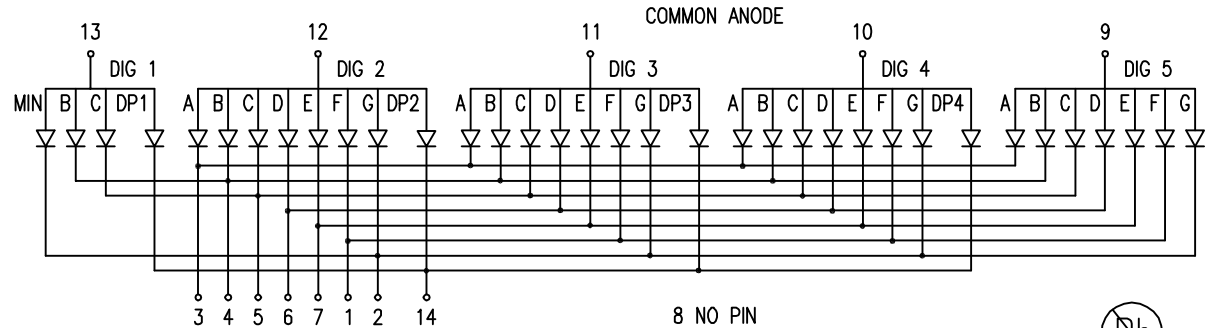 COMMON ANODE
13 12 11 10 9
DIG 1 DIG 2 DIG 3 DIG 4 DIG 5
MIN B C DP1 A B C D E F G DP2 A B C D E F G DP3 A B C D E F G DP4 A B C D E F G
3 4 5 6 7 1 2 14 8 NO PIN